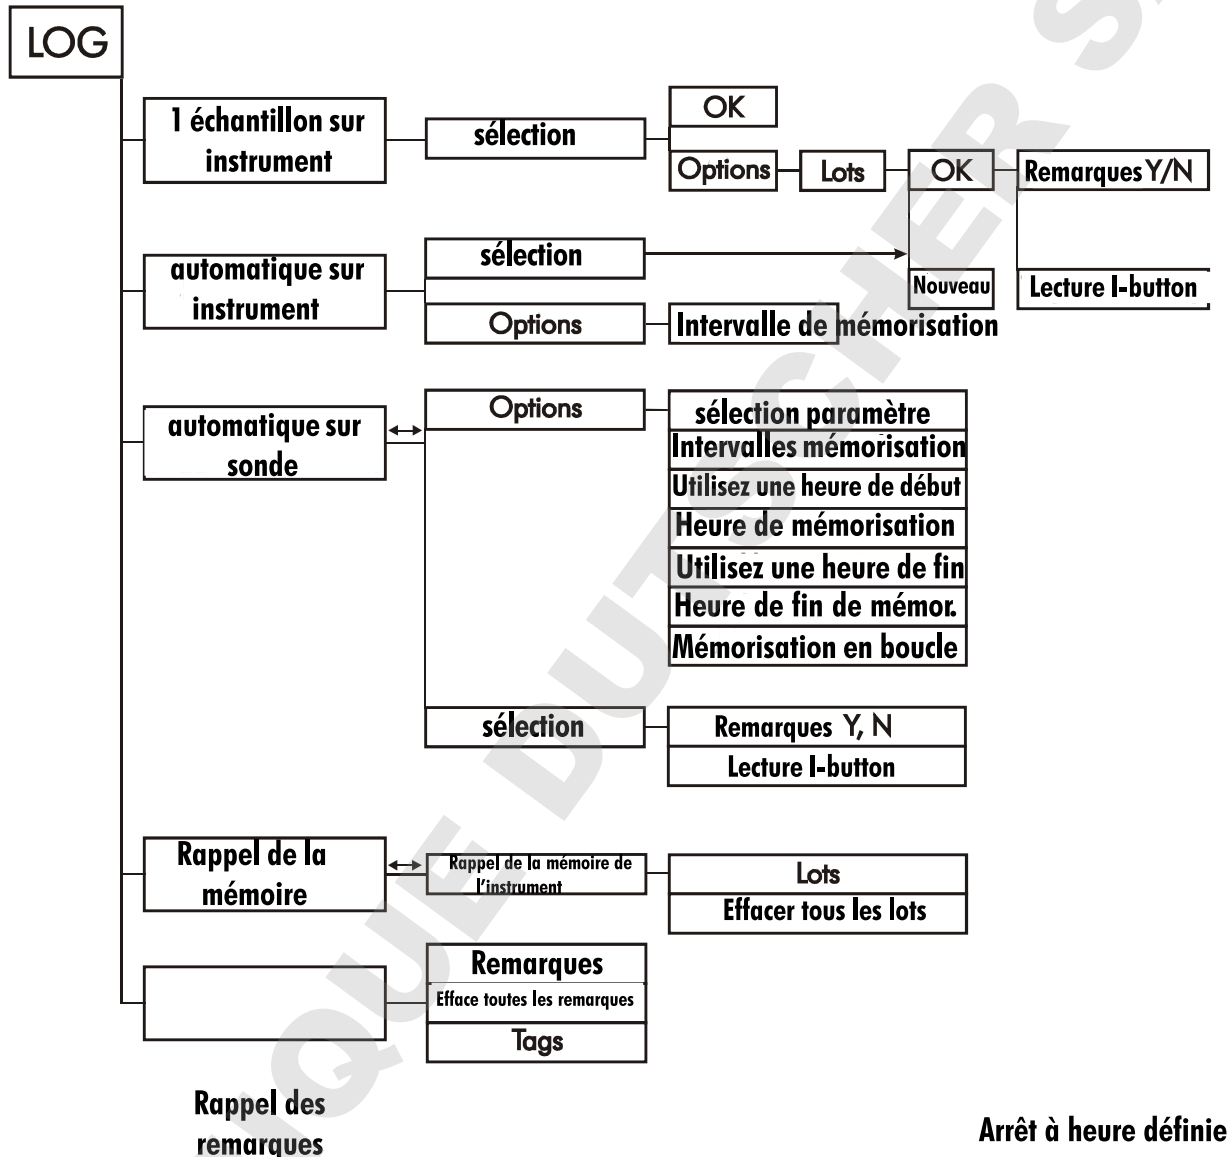 LOG
1 échantillon sur
instrument
sélection
OK
Options
Lots
OK
Remarques Y/N
automatique sur
instrument
sélection
Nouveau
Lecture I-button
Options
Intervalle de mémorisation
automatique sur
sonde
Options
sélection paramètre
Intervalles mémorisation
Utilisez une heure de début
Heure de mémorisation
Utilisez une heure de fin
Heure de fin de mémor.
Mémorisation en boucle
sélection
Remarques Y, N
Lecture I-button
Rappel de la
mémoire
Rappel de la mémoire de
l'instrument
Lots
Effacer tous les lots
Remarques
Efface toutes les remarques
Tags
Rappel des
remarques
Arrêt à heure définie
IQUE DUTSCHER S